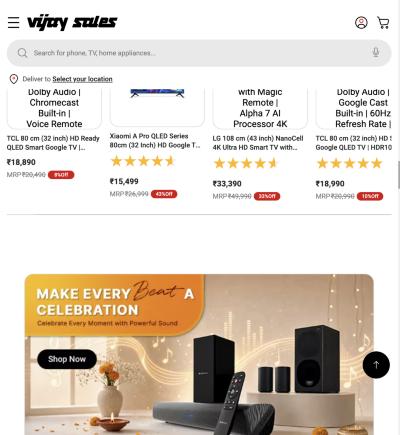 vijay sales
Search for phone, TV, home appliances...
Deliver to Select your location
Dolby Audio |
Chromecast
Built-in |
Voice Remote
TCL 80 cm (32 inch) HD Ready
QLED Smart Google TV |...
₹18,890
MRP ₹20,490 8%Off
Xiaomi A Pro QLED Series
80cm (32 Inch) HD Google T...
₹15,499
MRP ₹26,999 43%Off
with Magic
Remote |
Alpha 7 AI
Processor 4K
LG 108 cm (43 inch) NanoCell
4K Ultra HD Smart TV with...
₹33,390
MRP ₹49,990 33%Off
Dolby Audio |
Google Cast
Built-in | 60Hz
Refresh Rate |
TCL 80 cm (32 inch) HD S
Google QLED TV | HDR10
₹18,990
MRP ₹20,990 10%Off
MAKE EVERY Beat A
CELEBRATION
Celebrate Every Moment with Powerful Sound
Shop Now